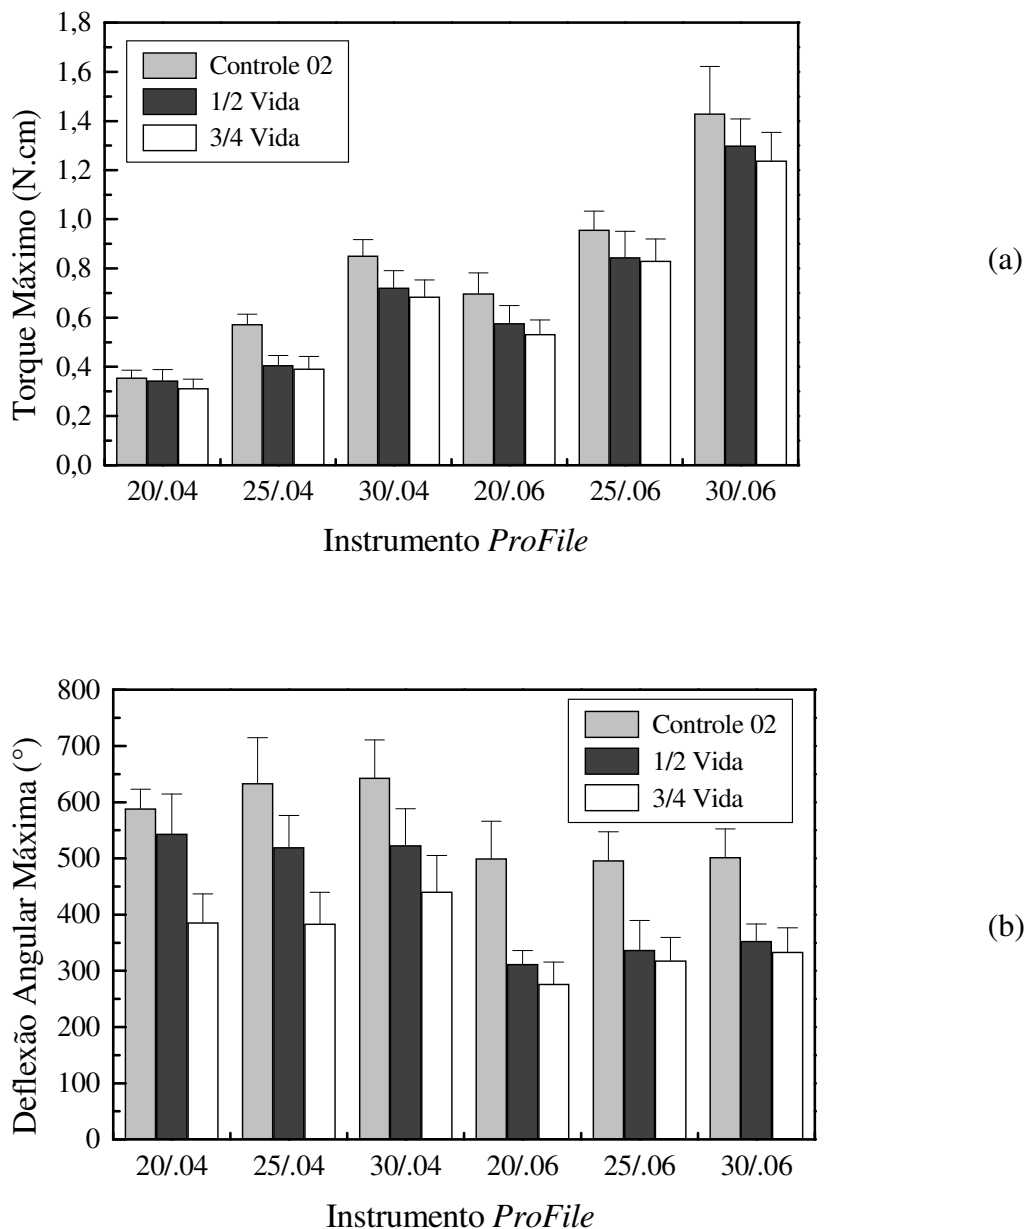 1,8
1,6
1,4
1,2
1,0
0,8
0,6
0,4
0,2
0,0
Torque Máximo (N.cm)
Controle 02
1/2 Vida
3/4 Vida
20/.04 25/.04 30/.04 20/.06 25/.06 30/.06
Instrumento ProFile
(a)
800
700
600
500
400
300
200
100
0
Deflexão Angular Máxima (°)
Controle 02
1/2 Vida
3/4 Vida
20/.04 25/.04 30/.04 20/.06 25/.06 30/.06
Instrumento ProFile
(b)